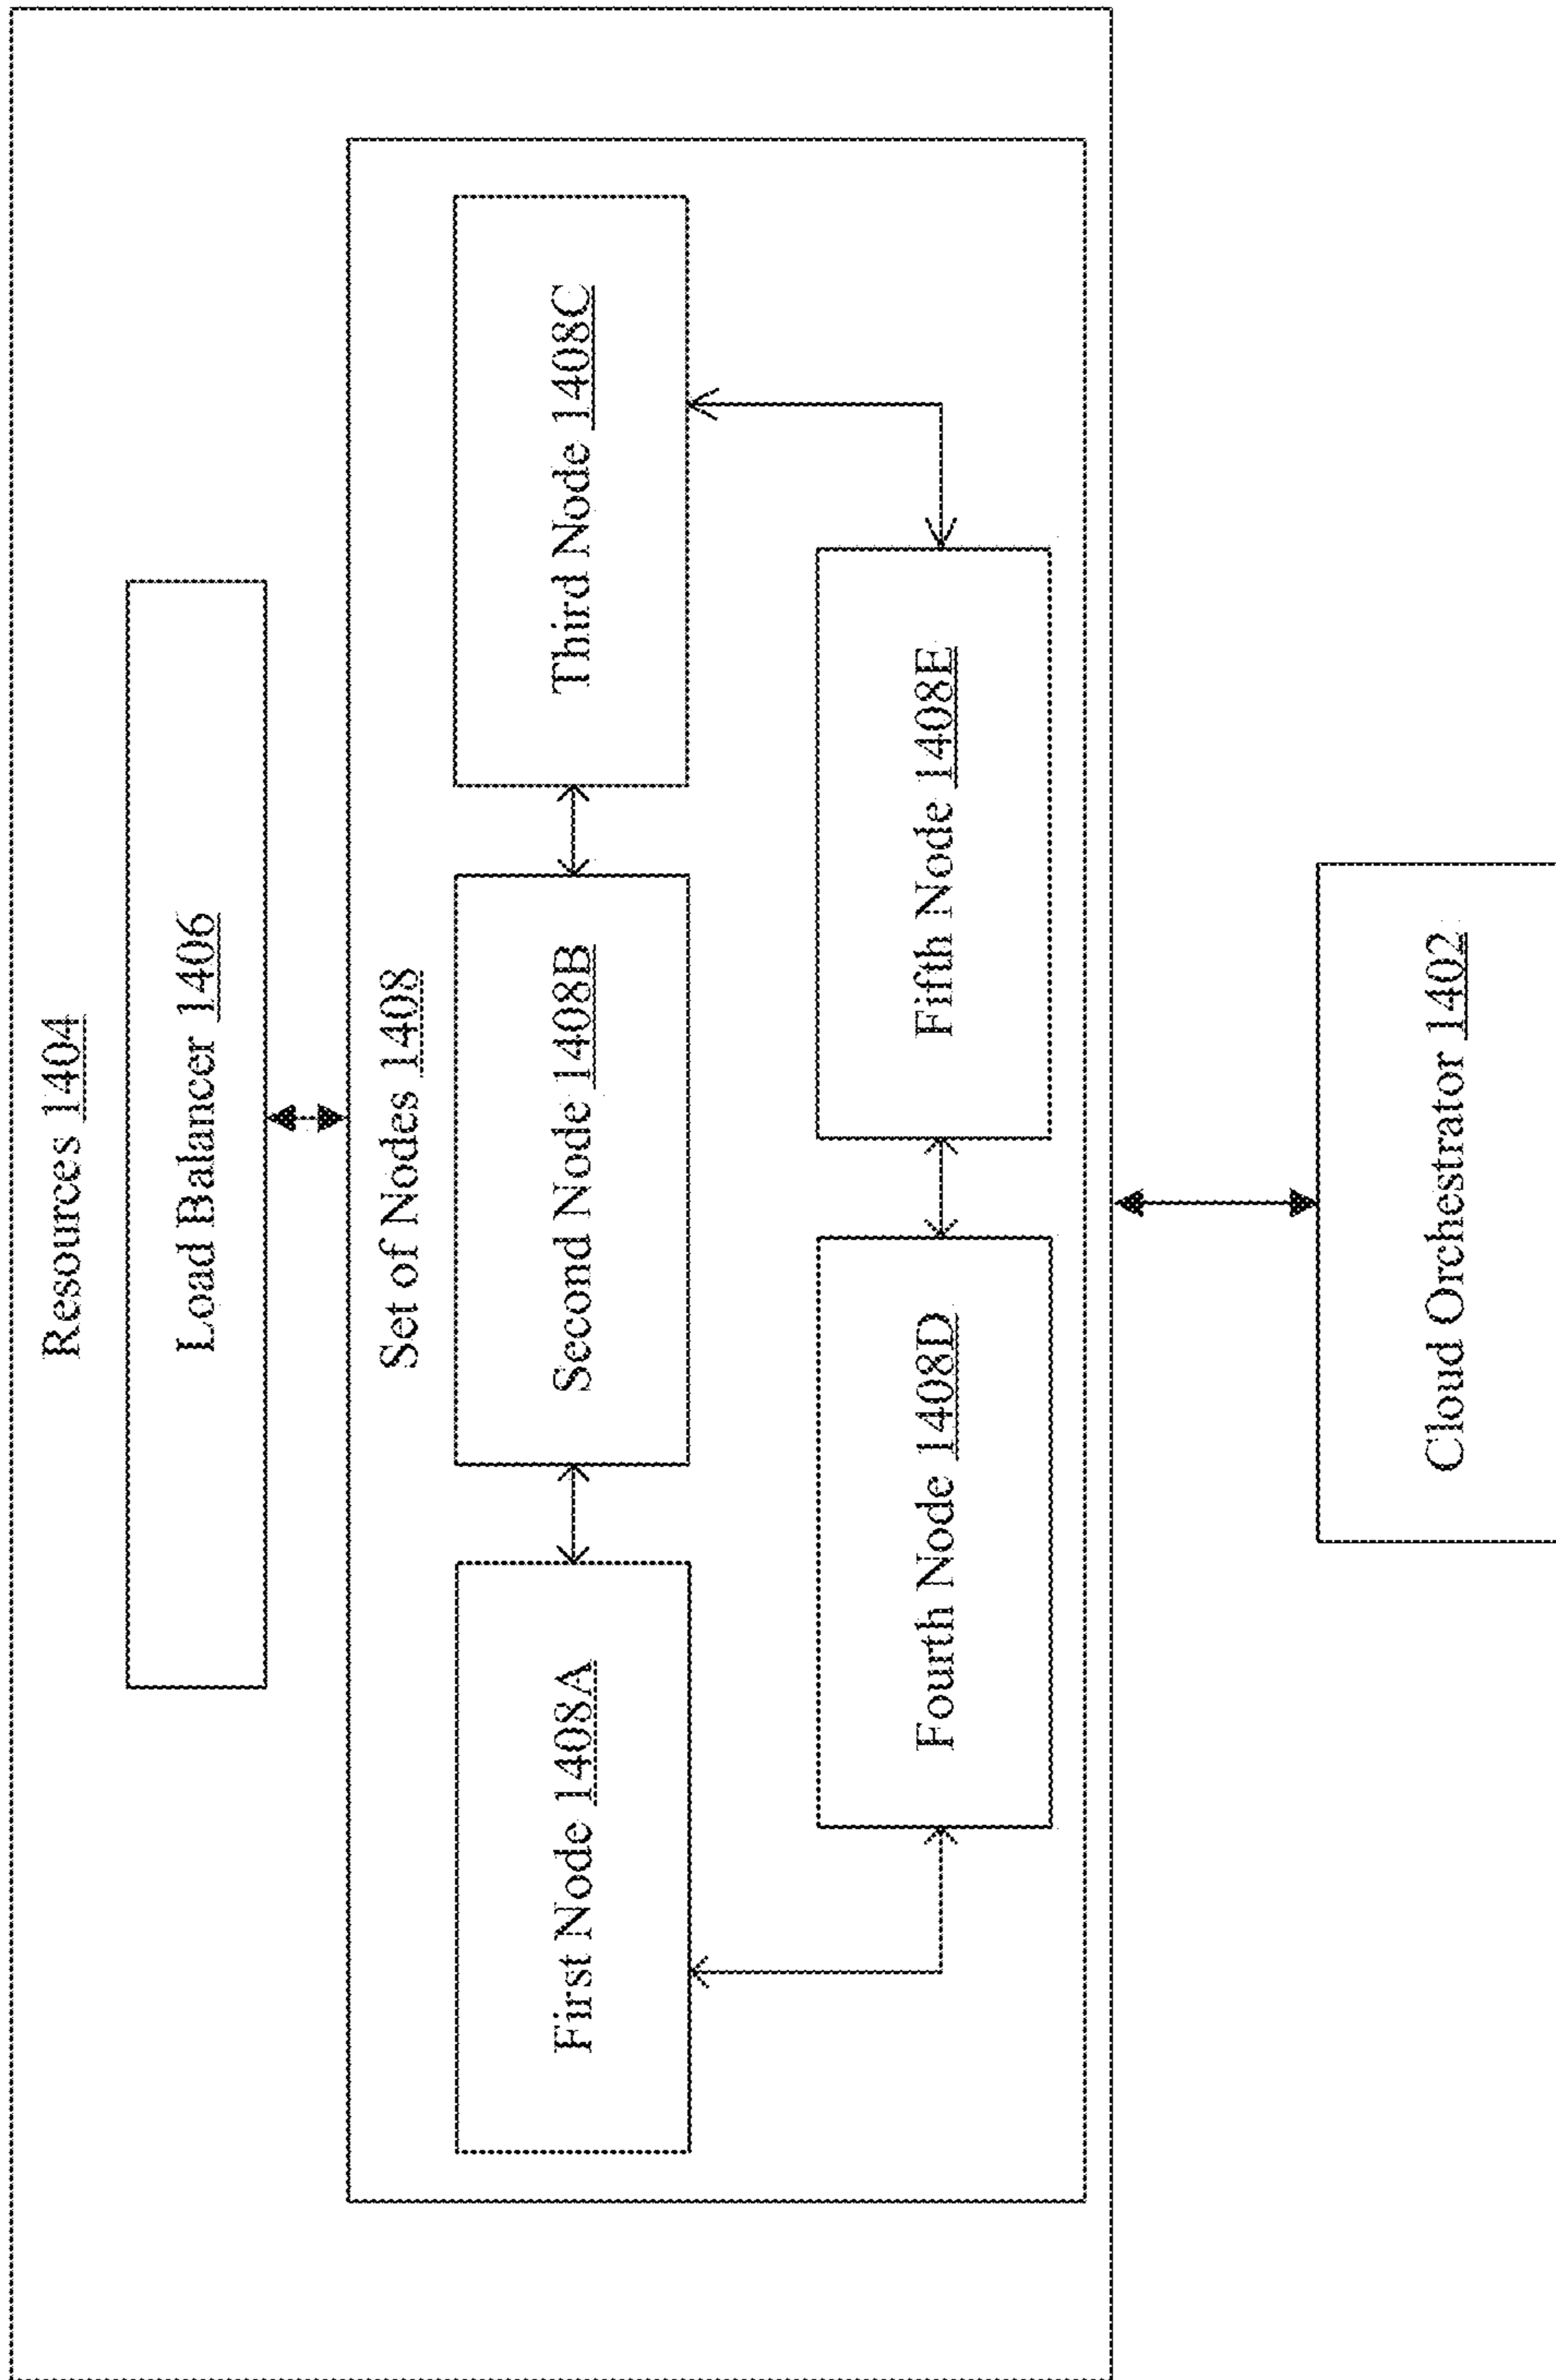 Resources 1404
Load Balancer 1406
Set of Nodes 1408
First Node 1408A
Second Node 1408B
Third Node 1408C
Fourth Node 1408D
Fifth Node 1408E
Cloud Orchestrator 1402